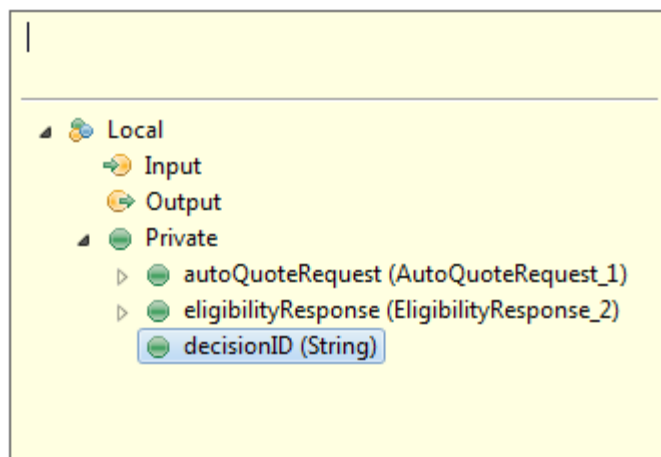 Local
Input
Output
Private
autoQuoteRequest (AutoQuoteRequest_1)
eligibilityResponse (EligibilityResponse_2)
decisionID (String)